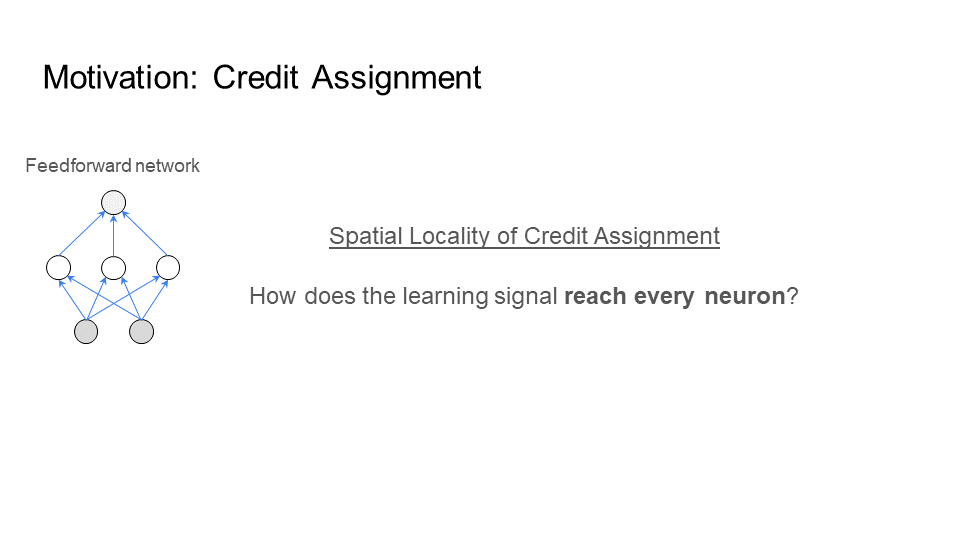 Motivation: Credit Assignment
Feedforward network
Spatial Locality of Credit Assignment
How does the learning signal reach every neuron?